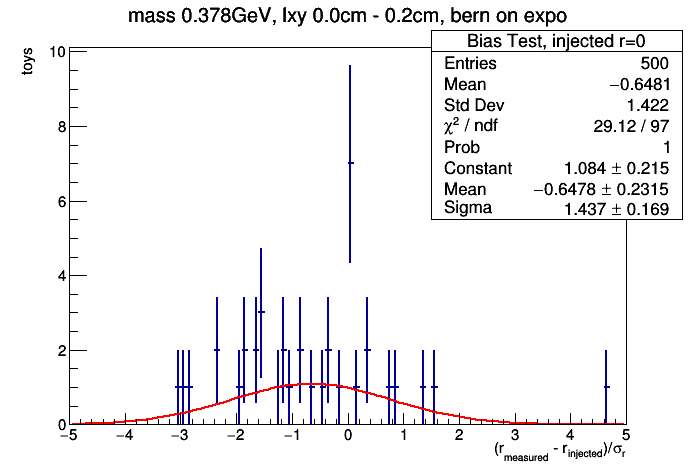 mass 0.378GeV, lxy 0.0cm - 0.2cm, bern on expo
Bias Test, injected r=0
Entries 500
Mean −0.6481
Std Dev 1.422
χ² / ndf 29.12 / 97
Prob 1
Constant 1.084 ± 0.215
Mean −0.6478 ± 0.2315
Sigma 1.437 ± 0.169
toys
10
8
6
4
2
0
−5 −4 −3 −2 −1 0 1 2 3 4 5
(r_measured - r_injected)/σ_r